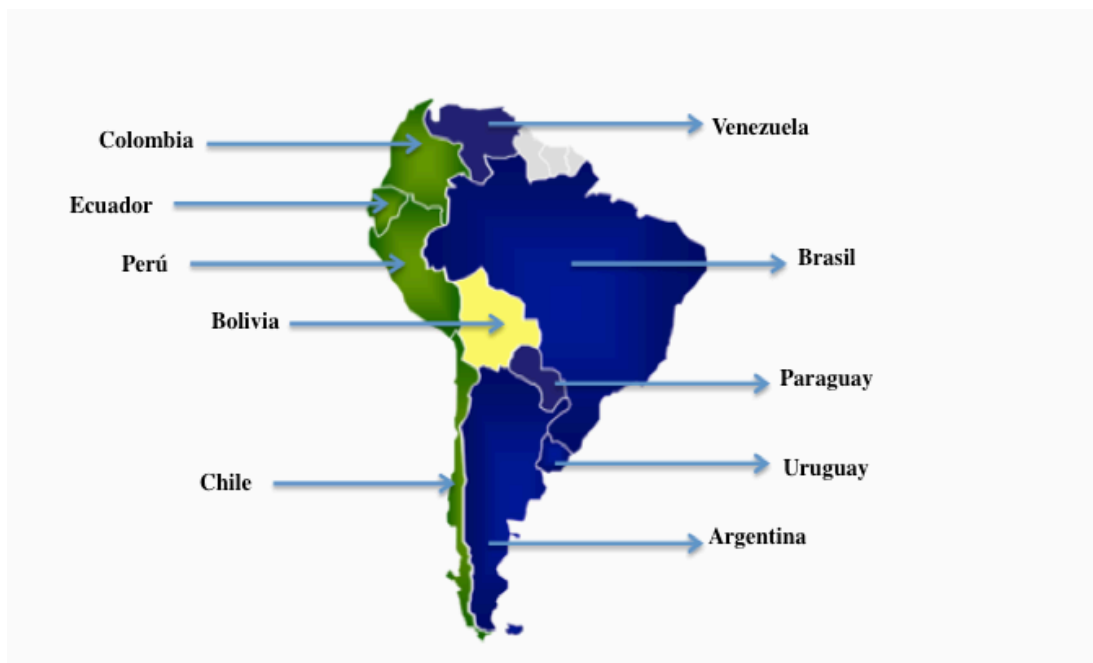 Venezuela
Colombia
Ecuador
Brasil
Perú
Bolivia
Paraguay
Uruguay
Chile
Argentina